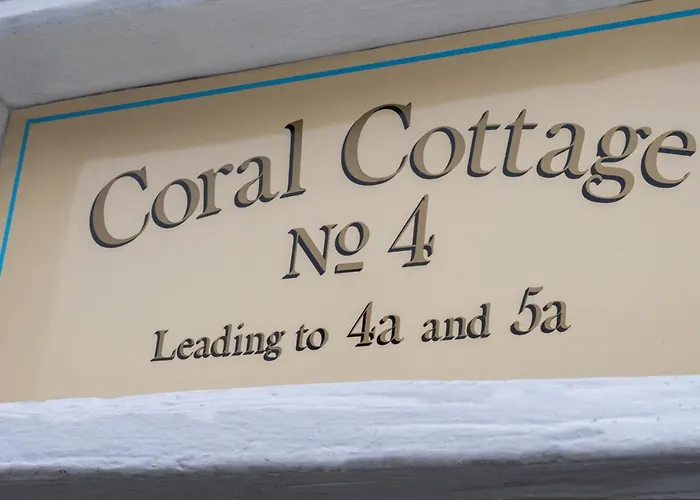 Coral Cottage
No 4
Leading to 4a and 5a